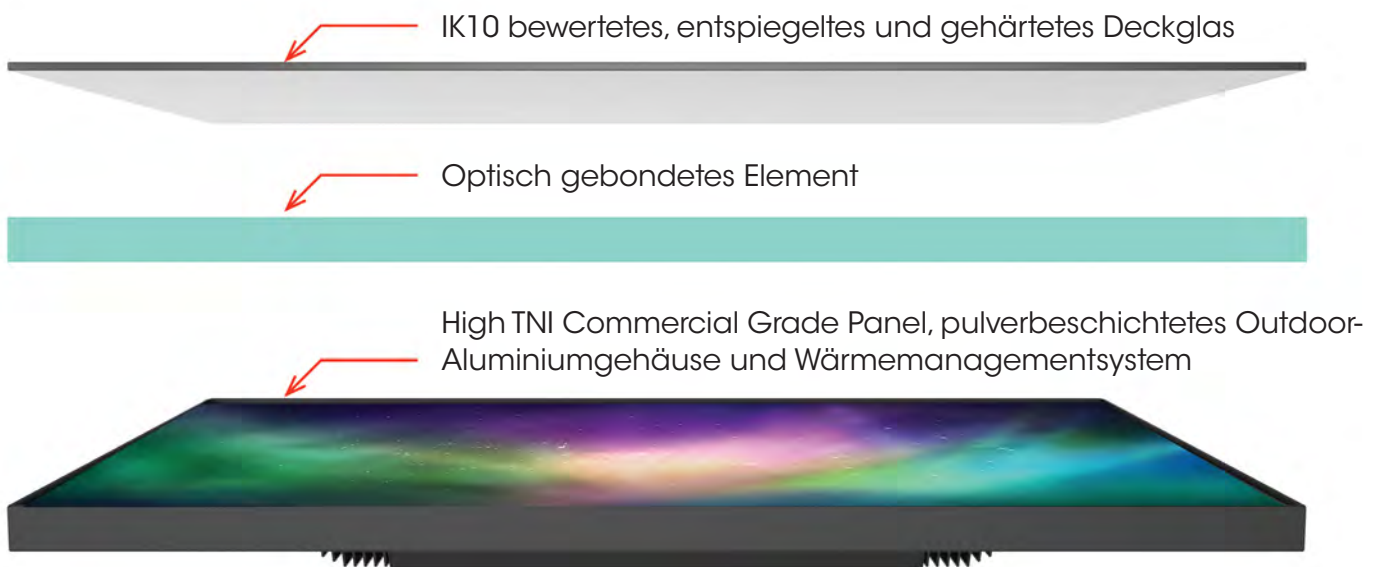 IK10 bewertetes, entspiegeltes und gehärtetes Deckglas
Optisch gebondetes Element
High TNI Commercial Grade Panel, pulverbeschichtetes Outdoor-
Aluminiumgehäuse und Wärmemanagementsystem